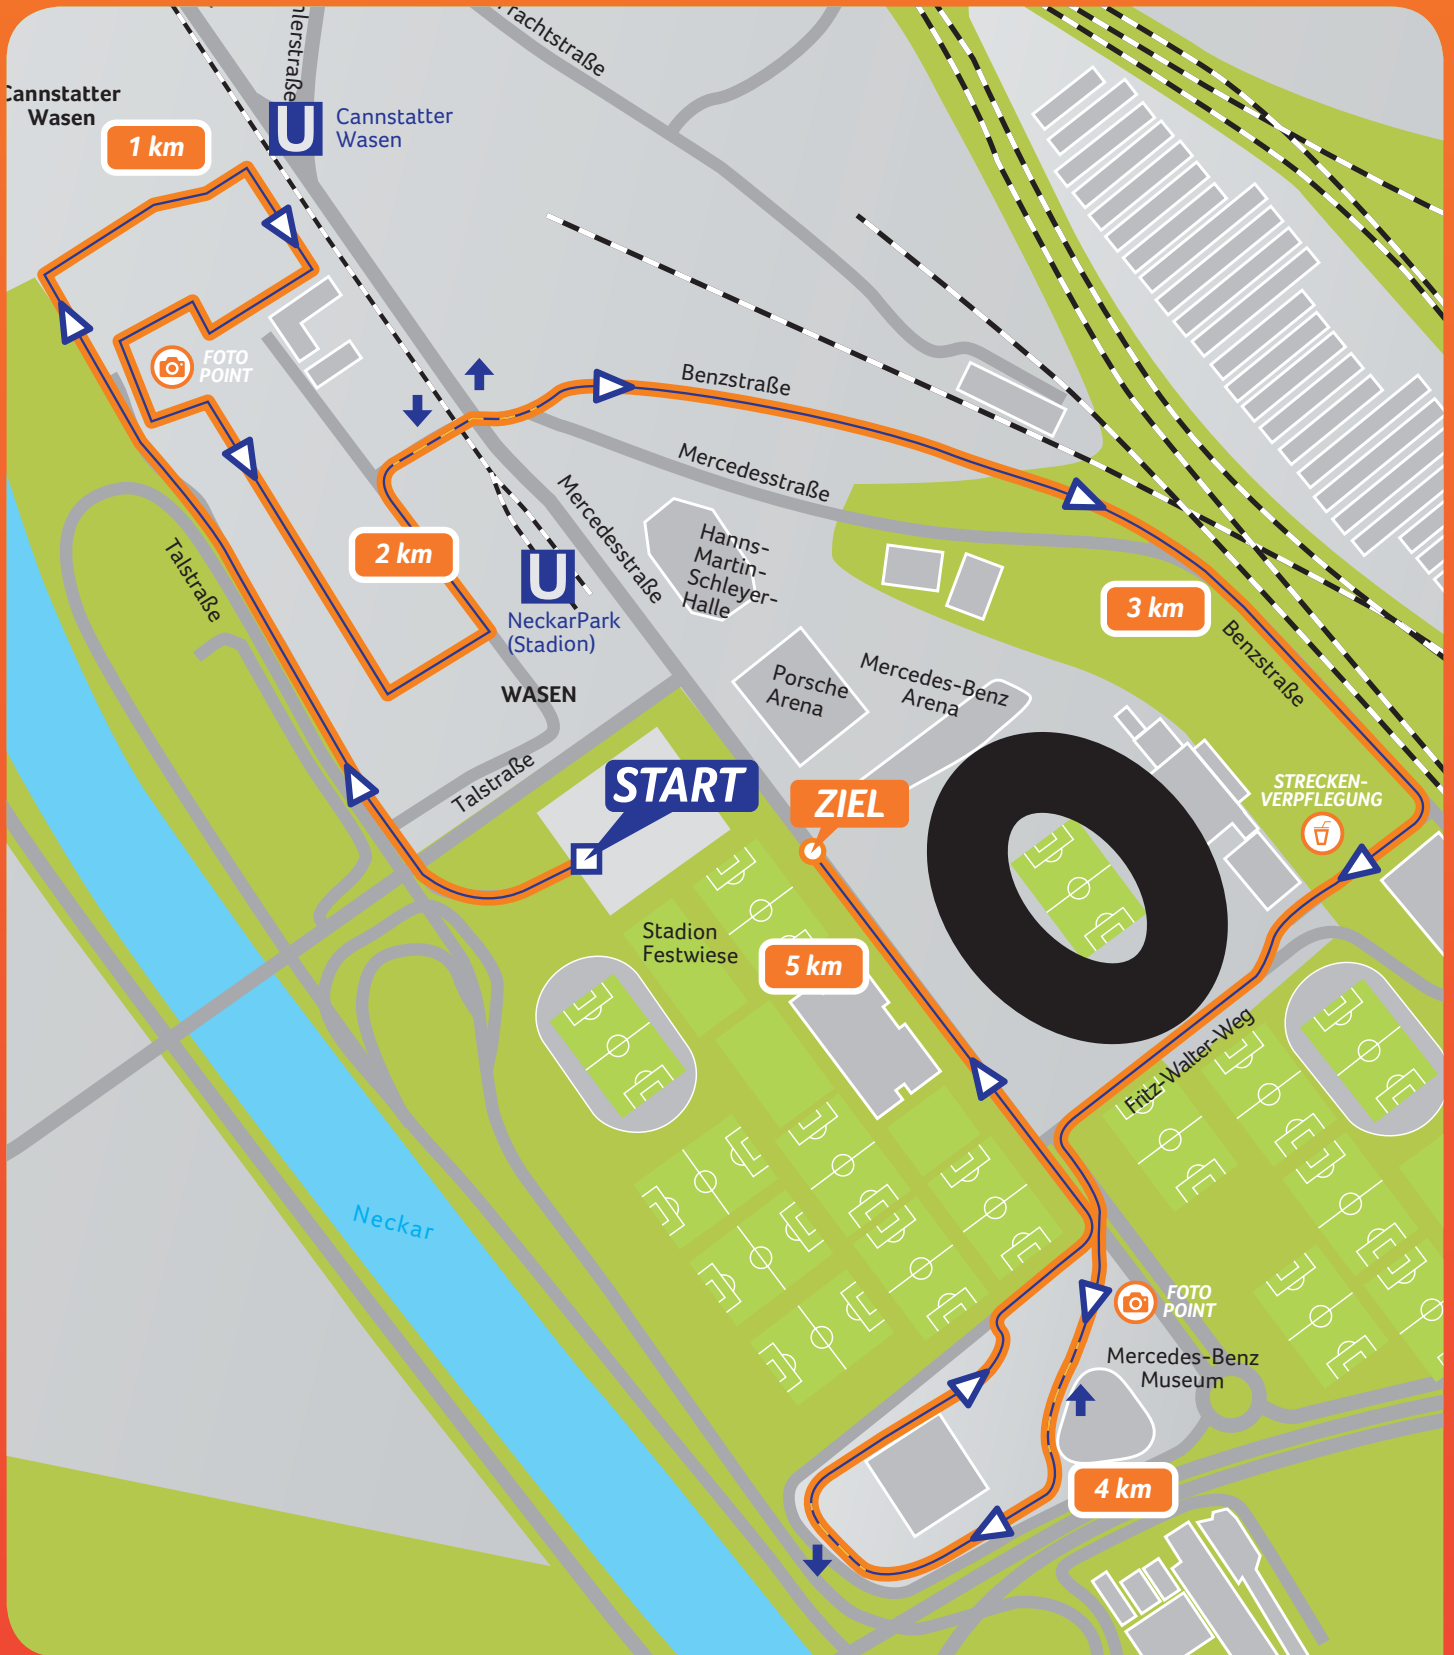 hlerstraße
rachtstraße
Cannstatter
Wasen
1 km
U
Cannstatter
Wasen
FOTO
POINT
Benzstraße
Mercedesstraße
Mercedesstraße
Hanns-
Martin-
Schleyer-
Halle
2 km
U
NeckarPark
(Stadion)
Talstraße
3 km
Benzstraße
WASEN
Porsche
Arena
Mercedes-Benz
Arena
Talstraße
START
ZIEL
STRECKEN-
VERPFLEGUNG
Stadion
Festwiese
5 km
Fritz-Walter-Weg
Neckar
FOTO
POINT
Mercedes-Benz
Museum
4 km